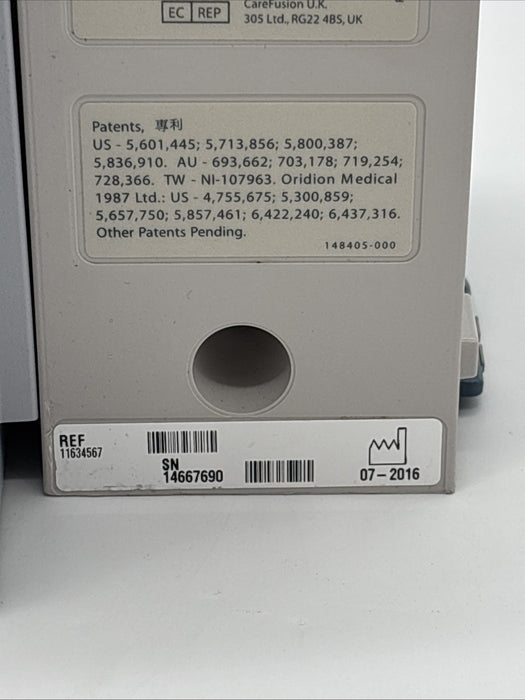 EC REP
CareFusion U.K.
305 Ltd., RG22 4BS, UK
Patents, 專利
US - 5,601,445; 5,713,856; 5,800,387;
5,836,910. AU - 693,662; 703,178; 719,254;
728,366. TW - NI-107963. Oridion Medical
1987 Ltd.: US - 4,755,675; 5,300,859;
5,657,750; 5,857,461; 6,422,240; 6,437,316.
Other Patents Pending.
148405-000
REF
11634567
SN
14667690
07-2016